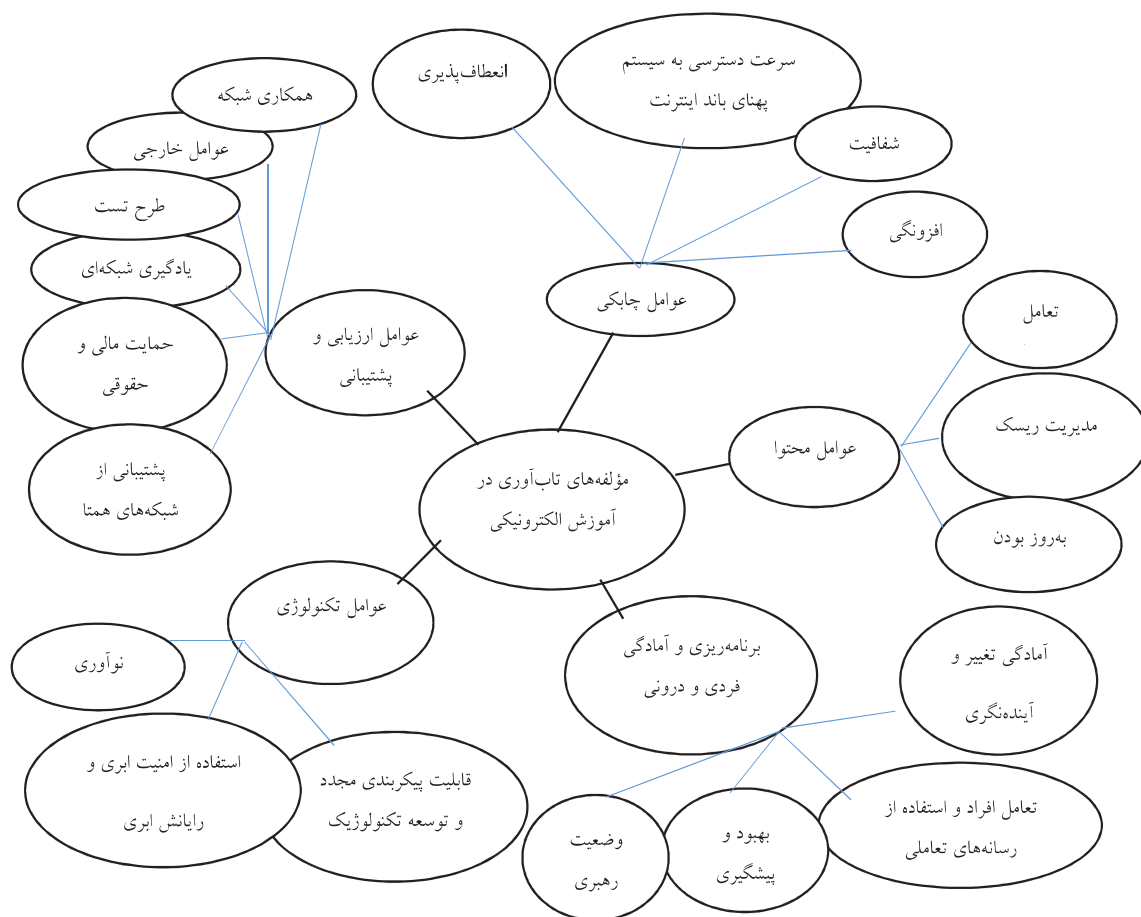 سرعت دسترسی به سیستم
پهنای باند اینترنت
انعطاف‌پذیری
همکاری شبکه
شفافیت
عوامل خارجی
طرح تست
افزونگی
یادگیری شبکه‌ای
عوامل چابکی
تعامل
عوامل ارزیابی و
پشتیبانی
حمایت مالی و
حقوقی
مدیریت ریسک
عوامل محتوا
پشتیبانی از
شبکه‌های همتا
مؤلفه‌های تاب‌آوری در
آموزش الکترونیکی
به‌روز بودن
عوامل تکنولوژی
برنامه‌ریزی و آمادگی
فردی و درونی
آمادگی تغییر و
آینده‌نگری
نوآوری
استفاده از امنیت ابری و
رایانش ابری
قابلیت پیکربندی مجدد
و توسعه تکنولوژیک
تعامل افراد و استفاده از
رسانه‌های تعاملی
بهبود و
پیشگیری
وضعیت
رهبری